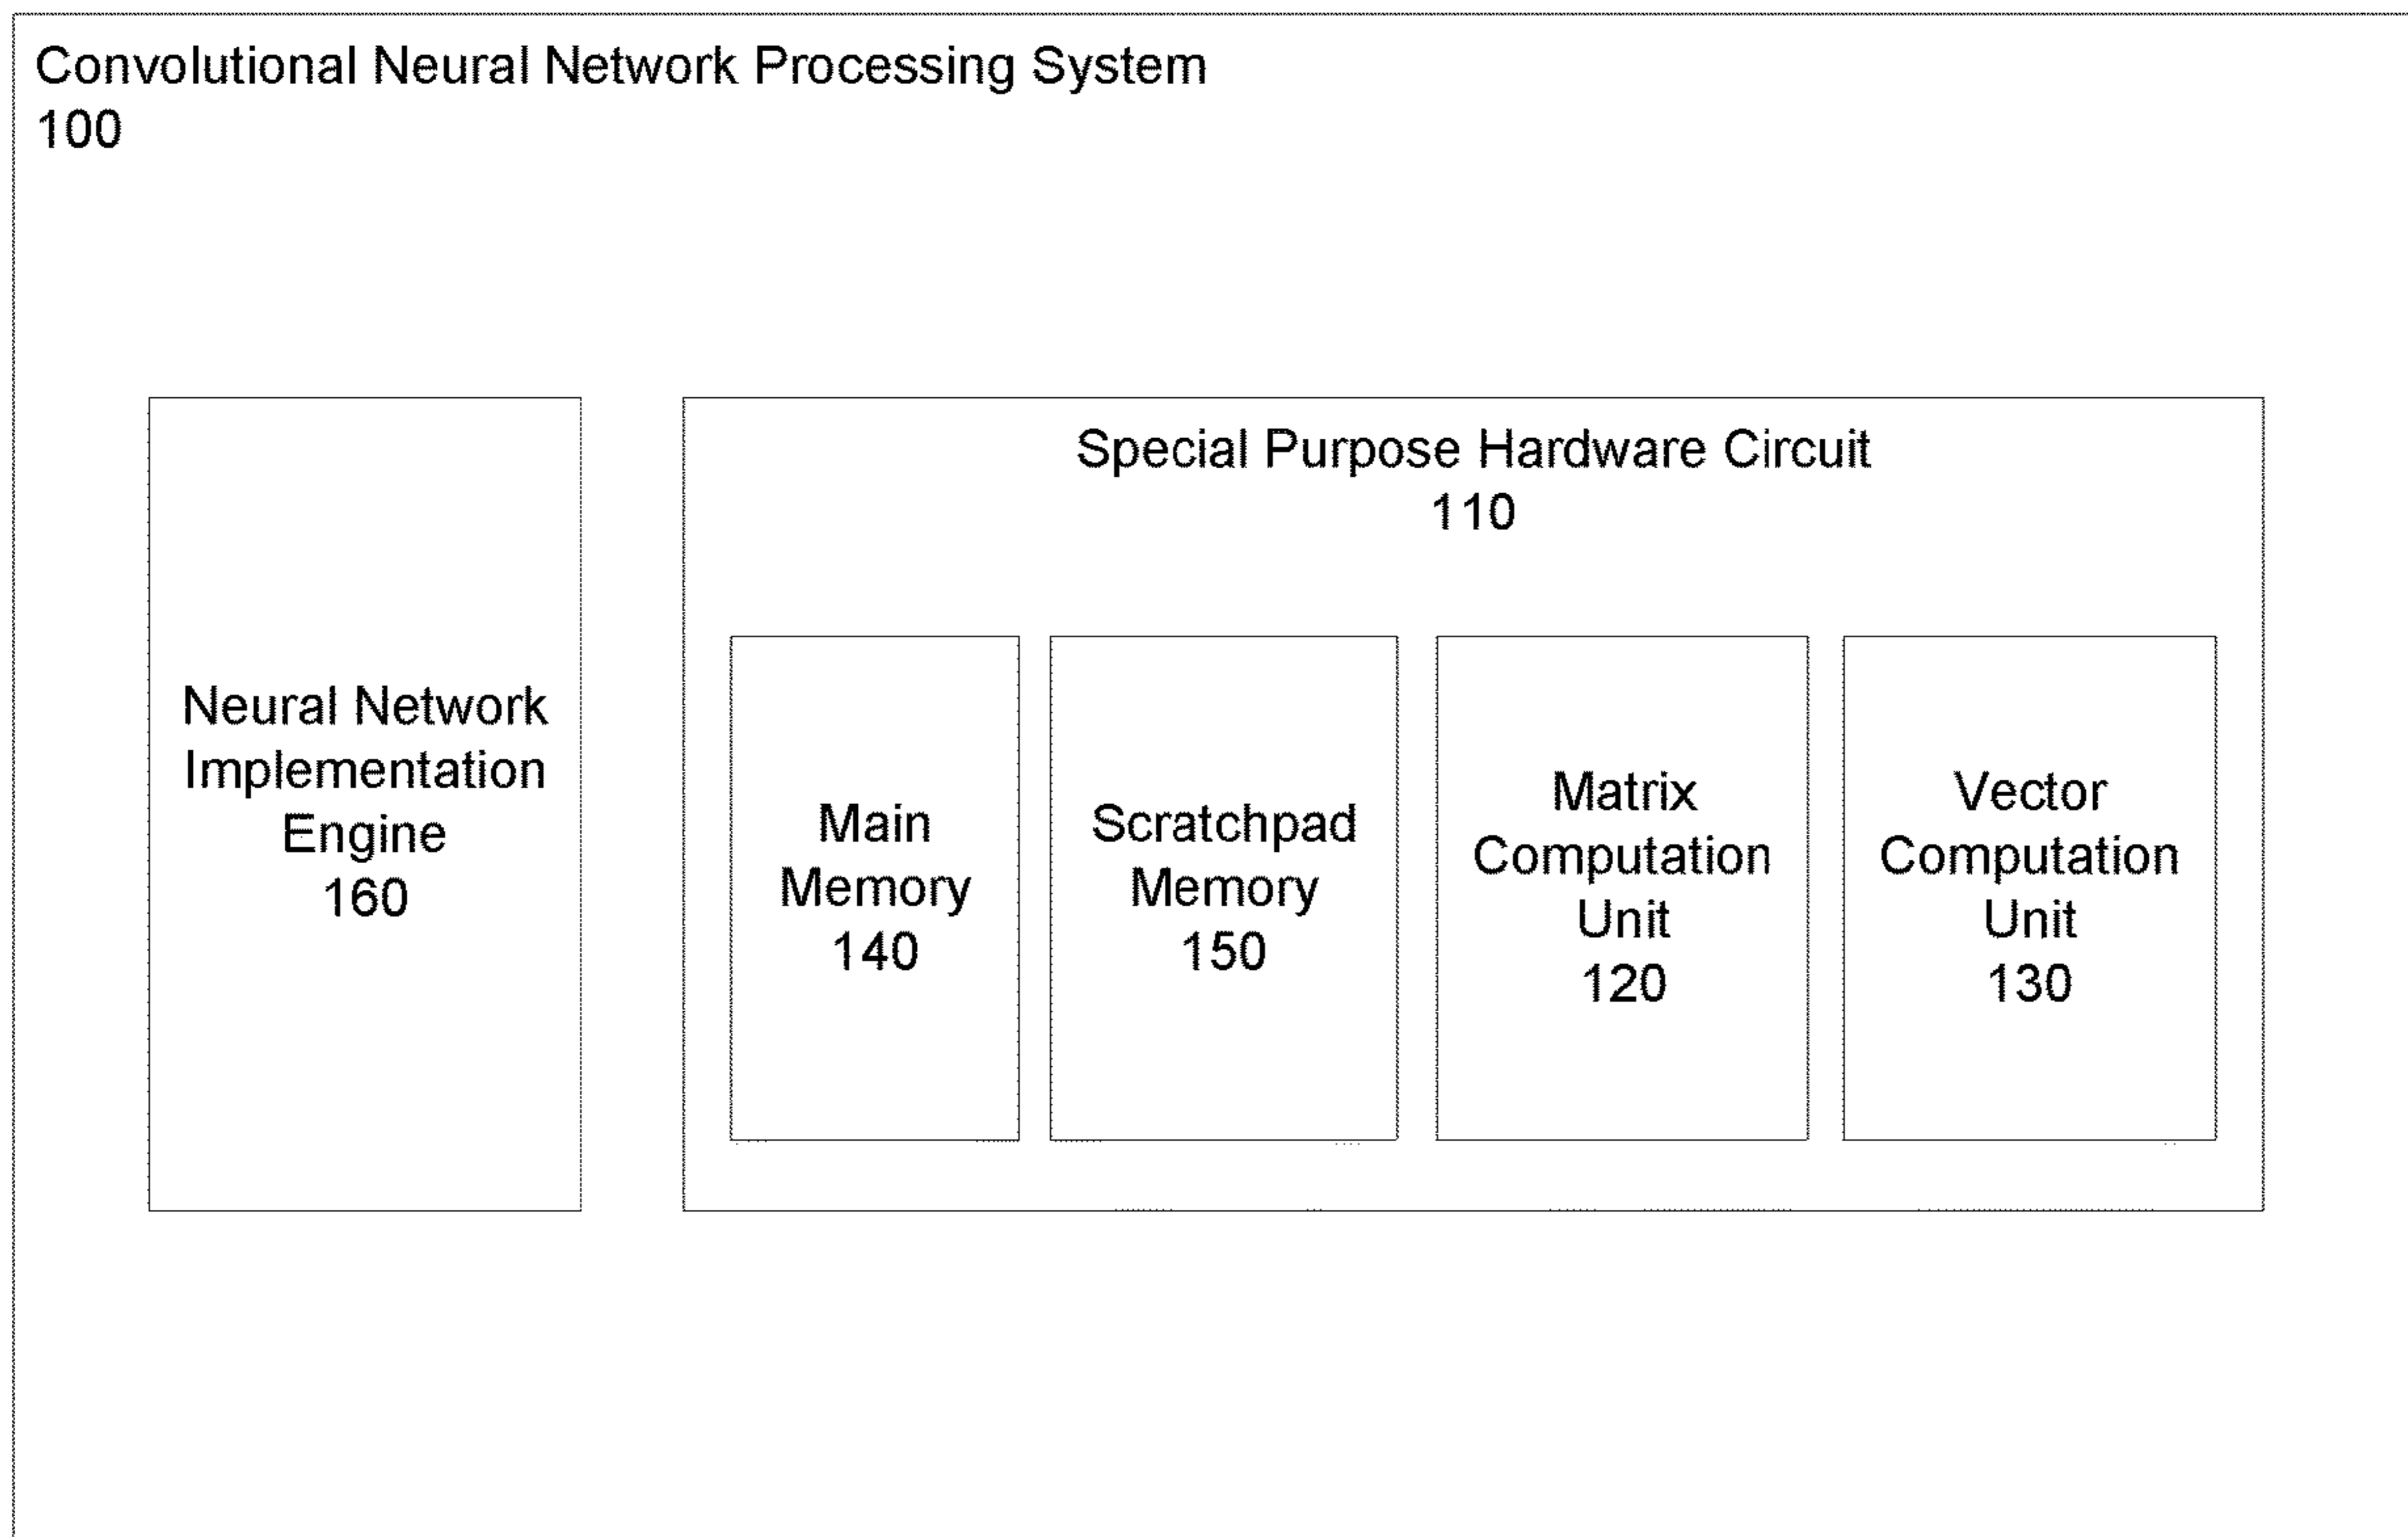 Convolutional Neural Network Processing System
100
Neural Network
Implementation
Engine
160
Special Purpose Hardware Circuit
110
Main
Memory
140
Scratchpad
Memory
150
Matrix
Computation
Unit
120
Vector
Computation
Unit
130